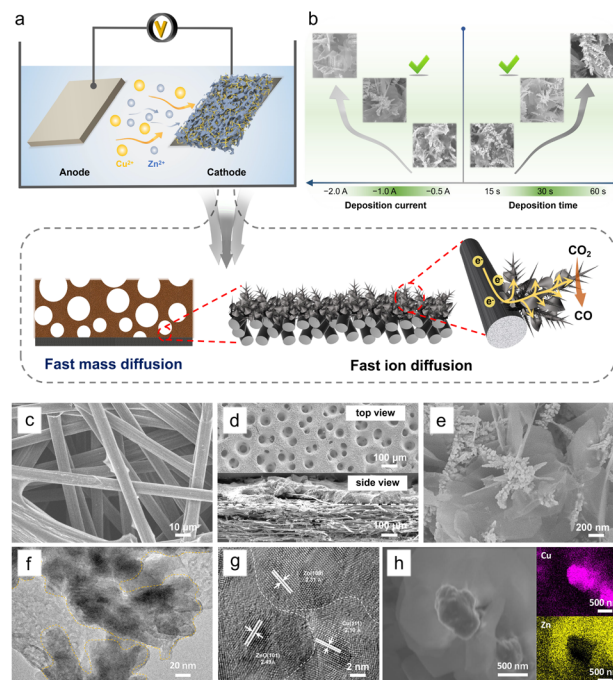 a
V
Anode
Cu²⁺
Zn²⁺
Cathode
b
−2.0 A
−1.0 A
−0.5 A
15 s
30 s
60 s
Deposition current
Deposition time
Fast mass diffusion
Fast ion diffusion
e⁻
e⁻
e⁻
CO₂
CO
c
10 μm
d
top view
100 μm
side view
100 μm
e
200 nm
f
20 nm
g
2 nm
h
500 nm
Cu
500 nm
Zn
500 nm